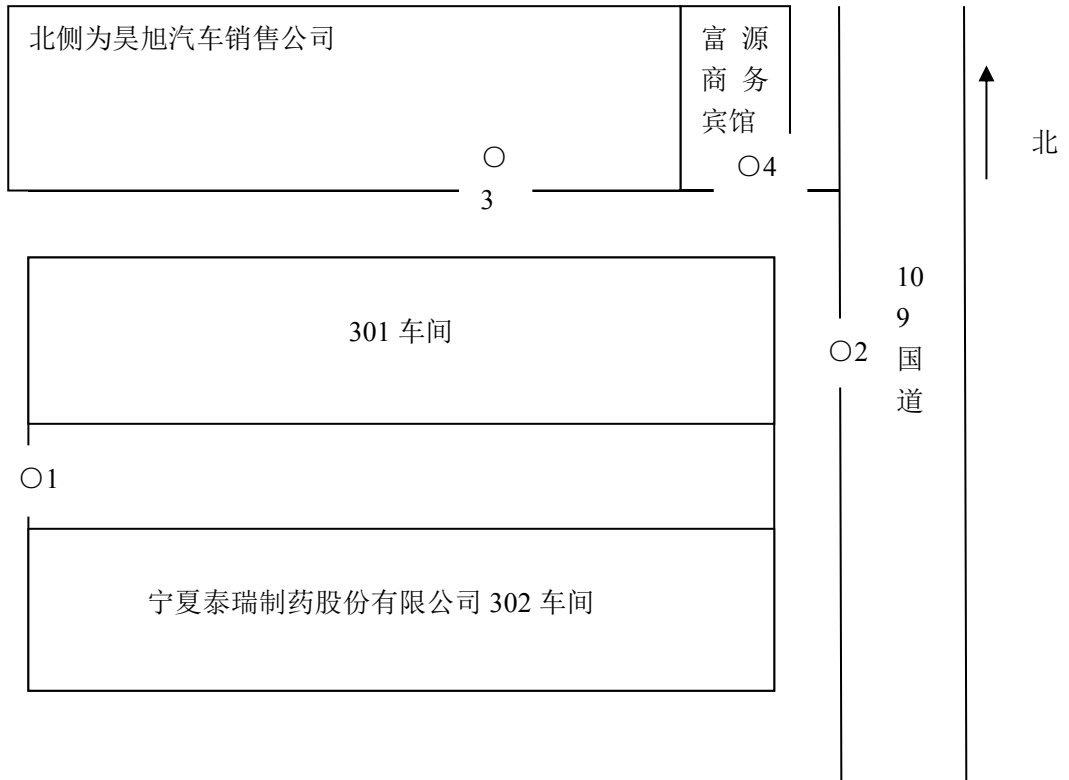 北侧为昊旭汽车销售公司
富 源
商 务
宾馆
○4
○
3
北
301 车间
10
9
国
道
○2
○1
宁夏泰瑞制药股份有限公司 302 车间